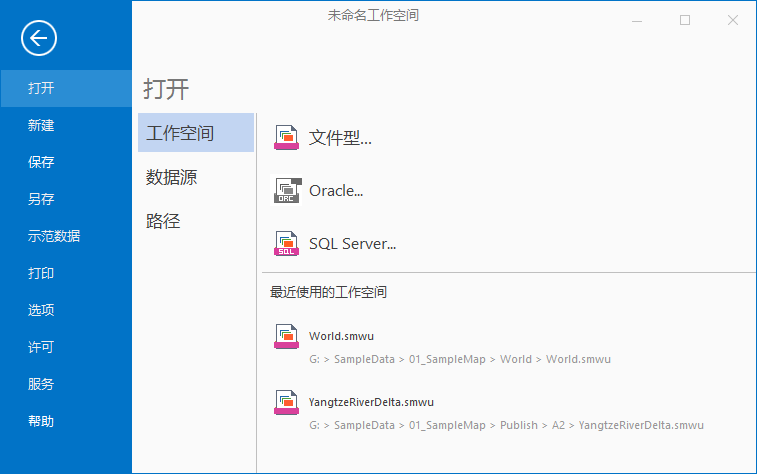 未命名工作空间
打开
新建
保存
另存
示范数据
打印
选项
许可
服务
帮助
打开
工作空间
数据源
路径
文件型...
ORC
Oracle...
SQL
SQL Server...
最近使用的工作空间
World.smwu
G: > SampleData > 01_SampleMap > World > World.smwu
YangtzeRiverDelta.smwu
G: > SampleData > 01_SampleMap > Publish > A2 > YangtzeRiverDelta.smwu